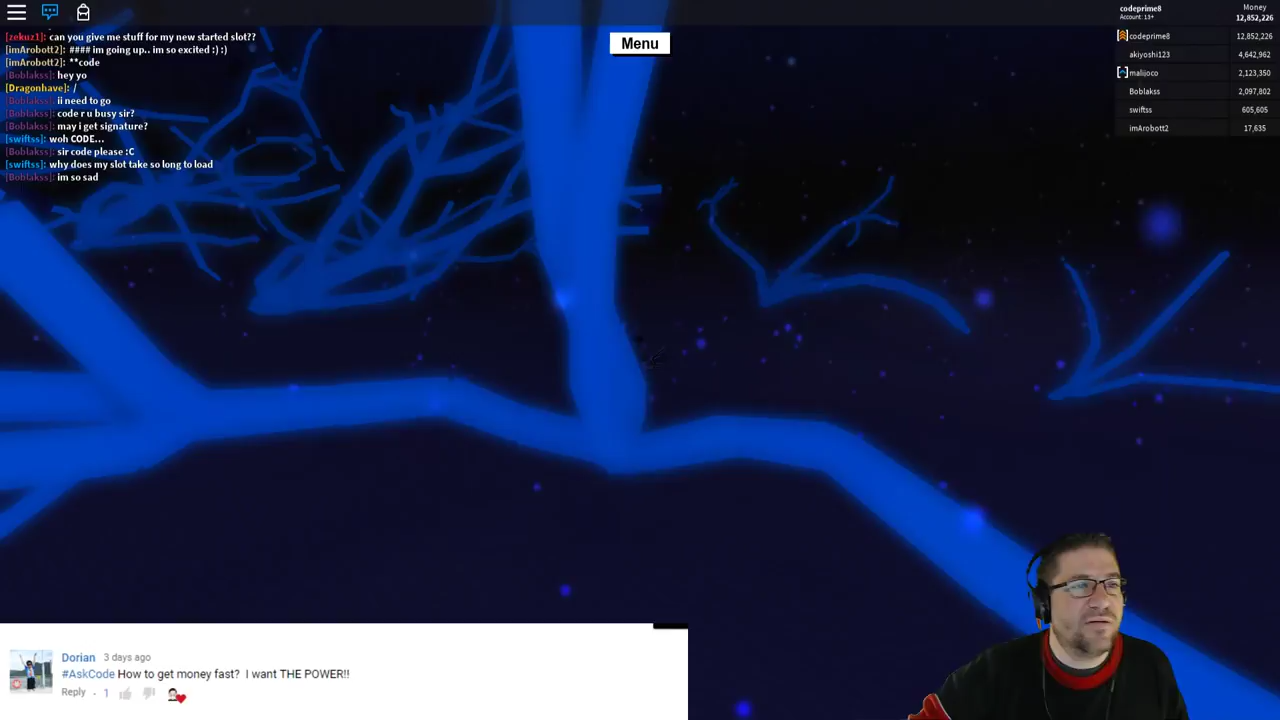 [zekuz1]: can you give me stuff for my new started slot??
[imArobott2]: #### im going up.. im so excited :) :)
[imArobott2]: **code
[Boblakss]: hey yo
[Dragonhave]: /
[Boblakss]: ii need to go
[Boblakss]: code r u busy sir?
[Boblakss]: may i get signature?
[swiftss]: woh CODE...
[Boblakss]: sir code please :C
[swiftss]: why does my slot take so long to load
[Boblakss]: im so sad
Menu
codeprime8 Money
Account: 13+ 12,852,226
codeprime8 12,852,226
akiyoshi123 4,642,962
malijoco 2,123,350
Boblakss 2,097,802
swiftss 605,605
imArobott2 17,635
Dorian 3 days ago
#AskCode How to get money fast? I want THE POWER!!
Reply · 1